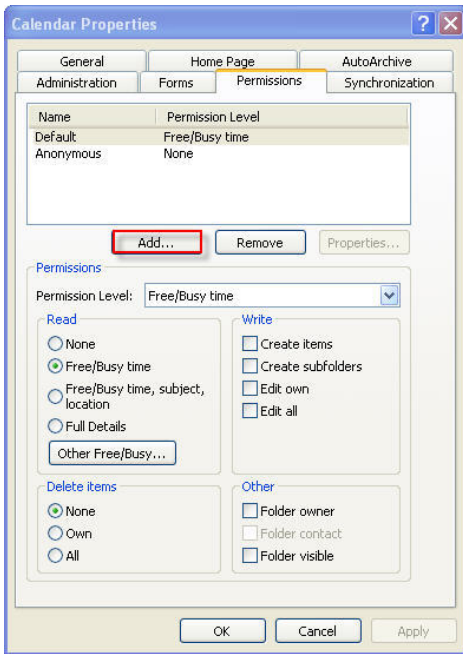 Calendar Properties
General Home Page AutoArchive
Administration Forms Permissions Synchronization
Name Permission Level
Default Free/Busy time
Anonymous None
Add... Remove Properties...
Permissions
Permission Level: Free/Busy time
Read
None
Free/Busy time
Free/Busy time, subject,
location
Full Details
Other Free/Busy...
Write
Create items
Create subfolders
Edit own
Edit all
Delete items
None
Own
All
Other
Folder owner
Folder contact
Folder visible
OK Cancel Apply